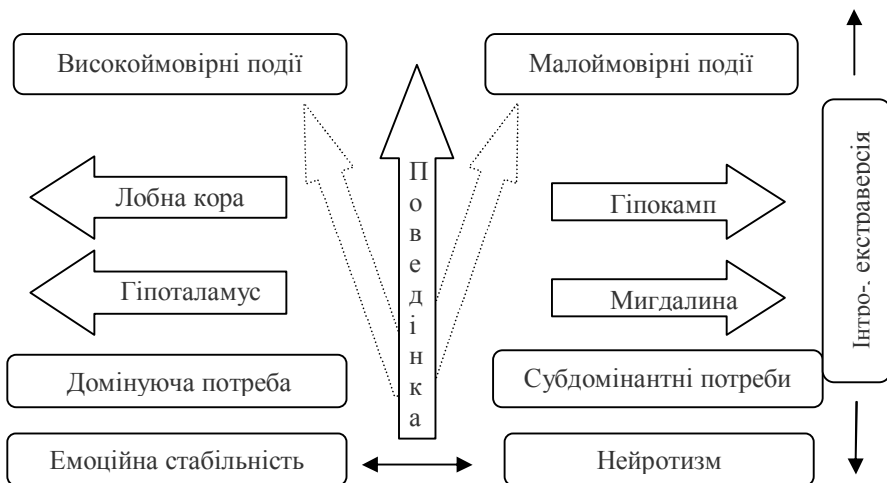 Високоймовірні події
Малоймовірні події
Лобна кора
Гіпокамп
Гіпоталамус
Мигдалина
Поведінка
Інтро-, екстраверсія
Домінуюча потреба
Субдомінантні потреби
Емоційна стабільність
Нейротизм